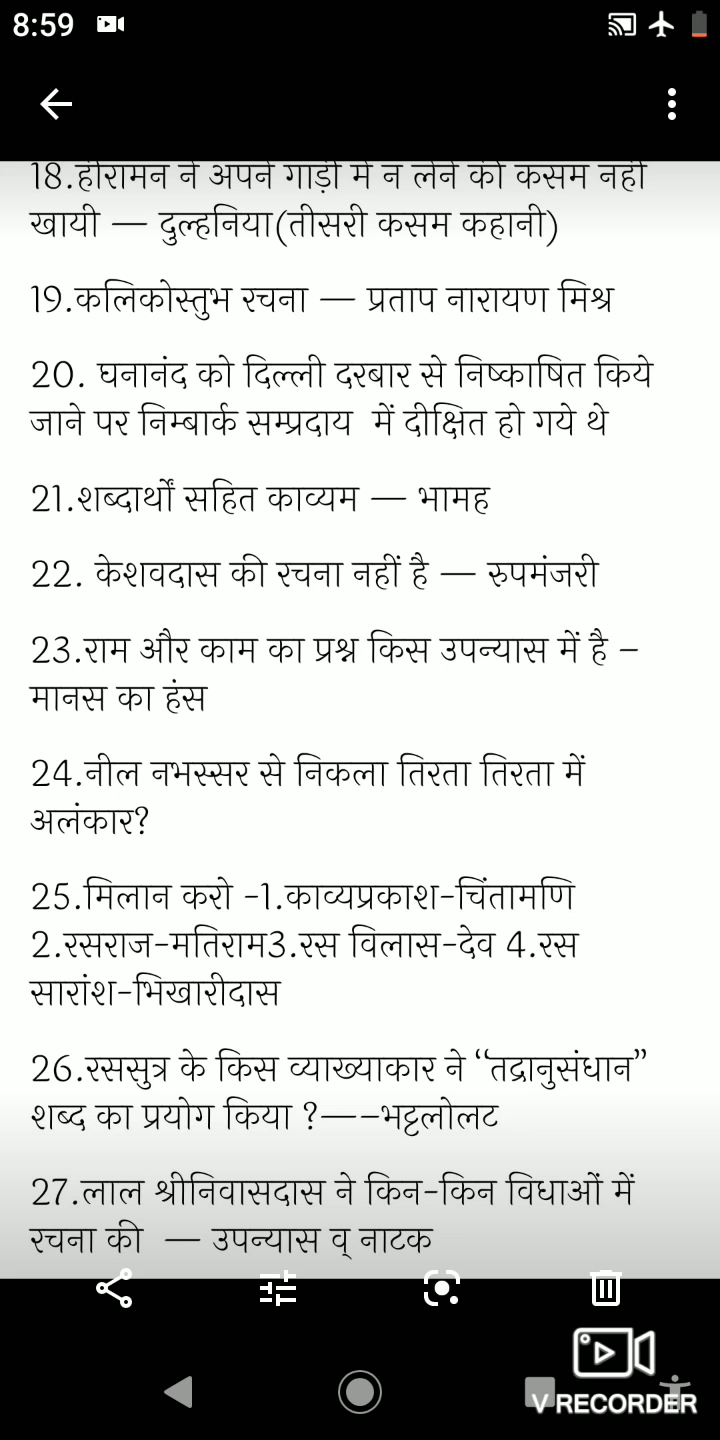 8:59
18.हीरामन ने अपने गाड़ी में न लेने की कसम नहीं
खायी — दुल्हनिया(तीसरी कसम कहानी)
19.कलिकोस्तुभ रचना — प्रताप नारायण मिश्र
20. घनानंद को दिल्ली दरबार से निष्काषित किये
जाने पर निम्बार्क सम्प्रदाय में दीक्षित हो गये थे
21.शब्दार्थों सहित काव्यम — भामह
22. केशवदास की रचना नहीं है — रुपमंजरी
23.राम और काम का प्रश्न किस उपन्यास में है –
मानस का हंस
24.नील नभस्सर से निकला तिरता तिरता में
अलंकार?
25.मिलान करो -1.काव्यप्रकाश-चिंतामणि
2.रसराज-मतिराम3.रस विलास-देव 4.रस
सारांश-भिखारीदास
26.रससुत्र के किस व्याख्याकार ने “तद्रानुसंधान”
शब्द का प्रयोग किया ?—–भट्टलोलट
27.लाल श्रीनिवासदास ने किन-किन विधाओं में
रचना की — उपन्यास व् नाटक
V RECORDER